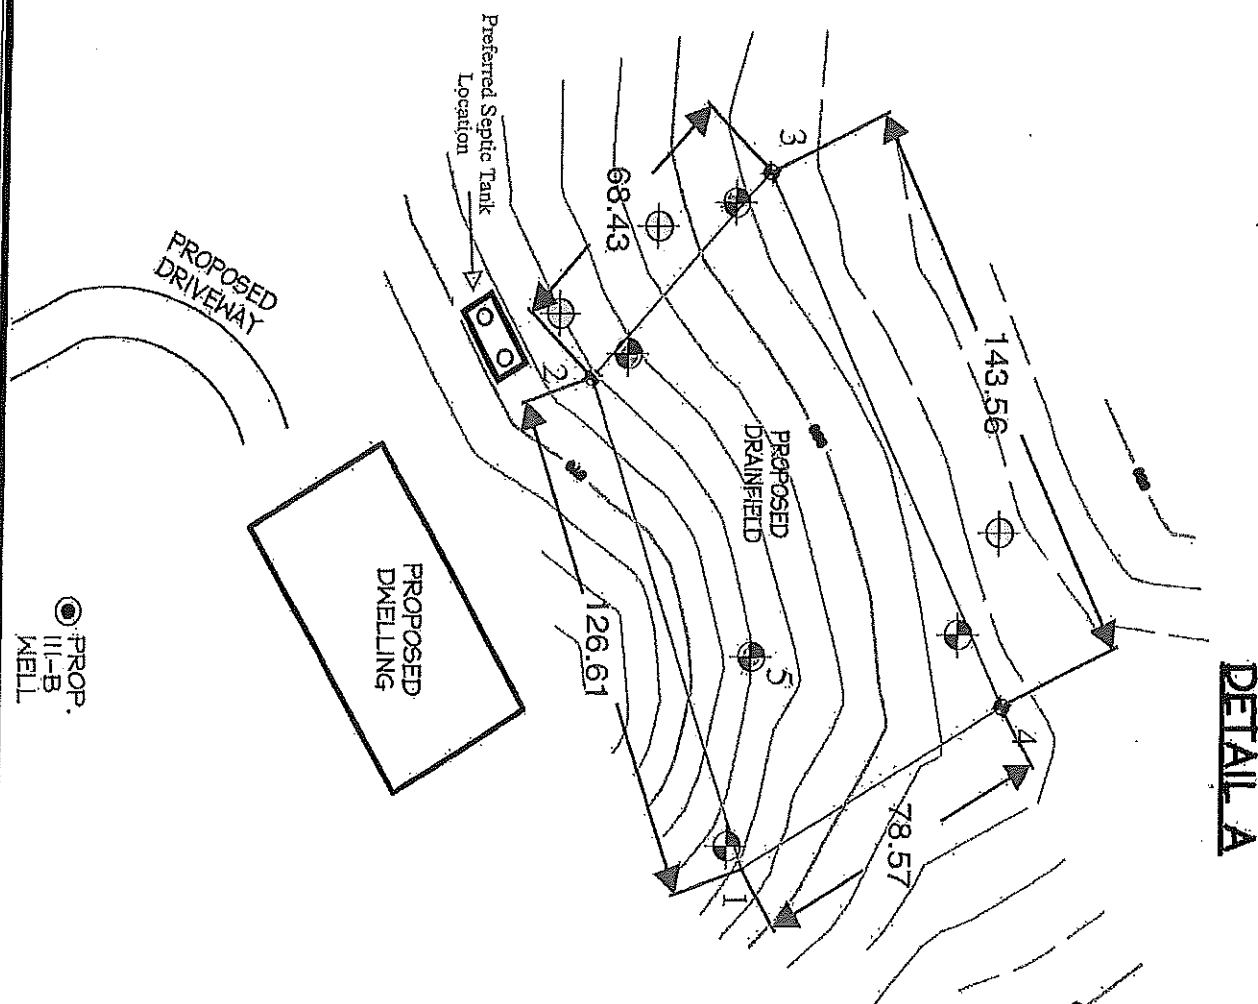 DETAIL A
3
143.56
68.43
4
PROPOSED
DRAINFIELD
78.57
5
2
1
126.61
Preferred Septic Tank
Location
PROPOSED
DRIVEWAY
PROPOSED
DWELLING
PROP.
III-B
WELL